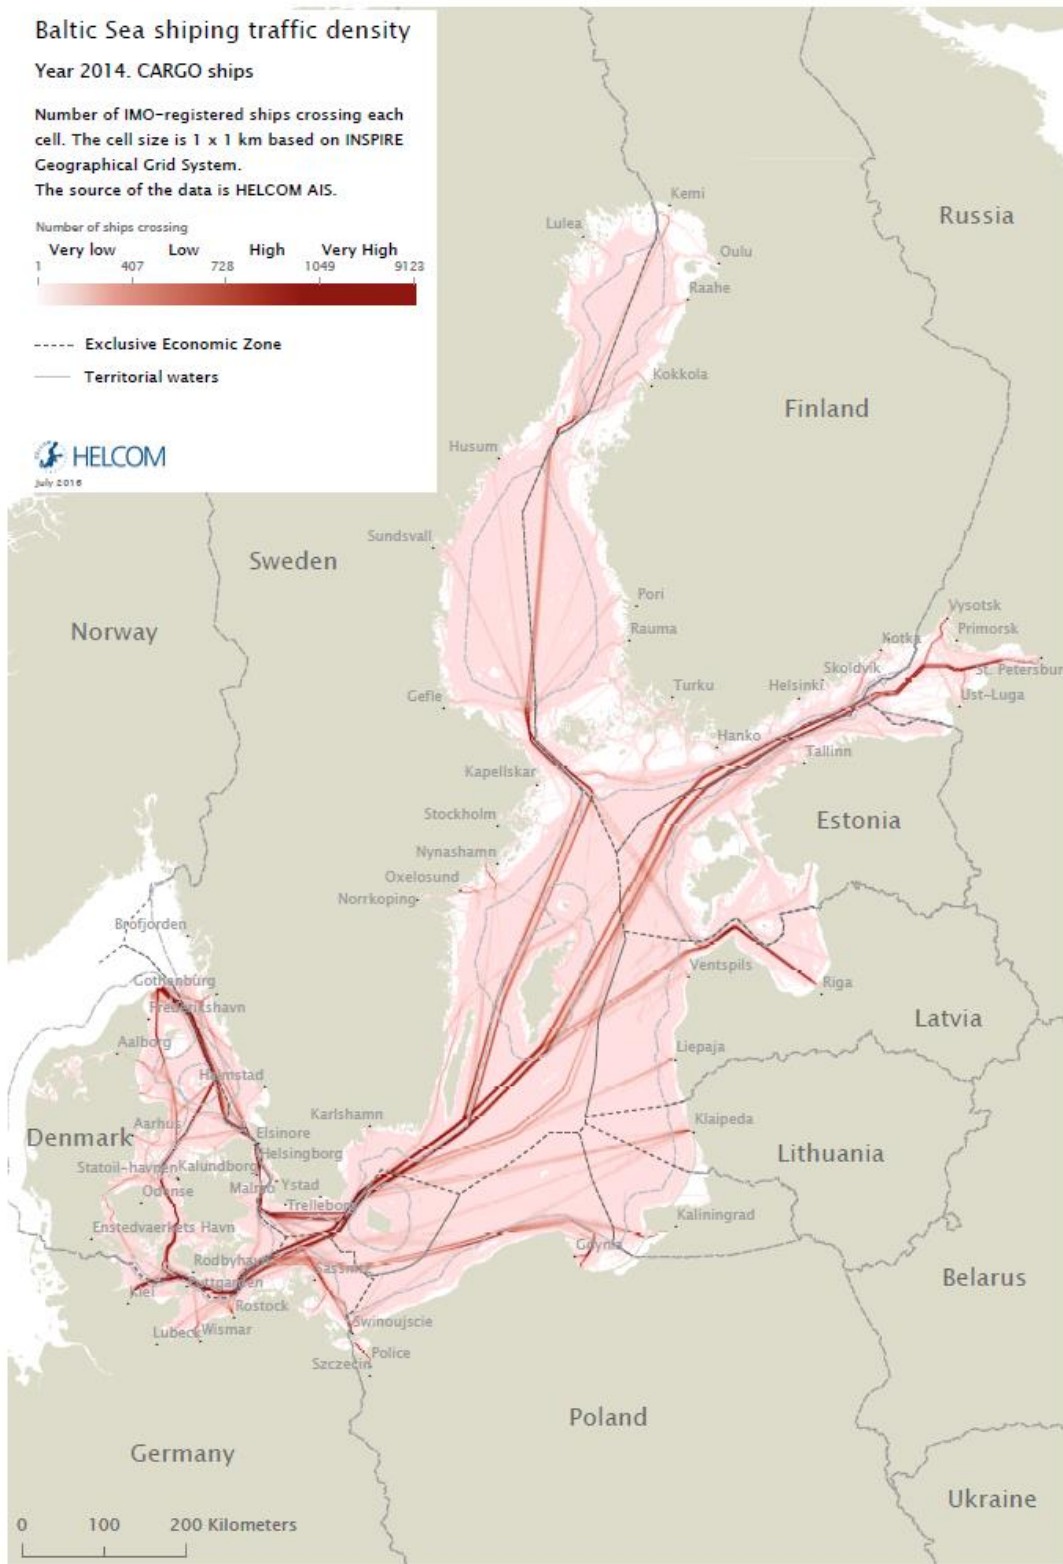 Baltic Sea shiping traffic density
Year 2014. CARGO ships
Number of IMO-registered ships crossing each
cell. The cell size is 1 x 1 km based on INSPIRE
Geographical Grid System.
The source of the data is HELCOM AIS.
Number of ships crossing
Very low Low High Very High
1 407 728 1049 9123
Exclusive Economic Zone
Territorial waters
HELCOM
July 2016
Kemi
Lulea
Russia
Oulu
Raahe
Kokkola
Finland
Husum
Sundsvall
Sweden
Pori
Vysotsk
Norway
Rauma
Kotka
Primorsk
Skoldvik
St. Petersbur
Turku
Helsinki
Ust-Luga
Gefle
Hanko
Tallinn
Kapellskar
Stockholm
Estonia
Nynashamn
Oxelosund
Norrkoping
Brofjorden
Ventspils
Gothenburg
Riga
Frederikshavn
Latvia
Aalborg
Liepaja
Halmstad
Karlshamn
Klaipeda
Aarhus
Denmark
Elsinore
Helsingborg
Lithuania
Statoil-havnen
Kalundborg
Malmo
Ystad
Odense
Trelleborg
Kaliningrad
Enstedvaerkets Havn
Gdynia
Rodbyhavn
Sassnitz
Belarus
Puttgarden
Kiel
Rostock
Swinoujscie
Lubeck
Wismar
Police
Szczecin
Poland
Germany
Ukraine
0 100 200 Kilometers